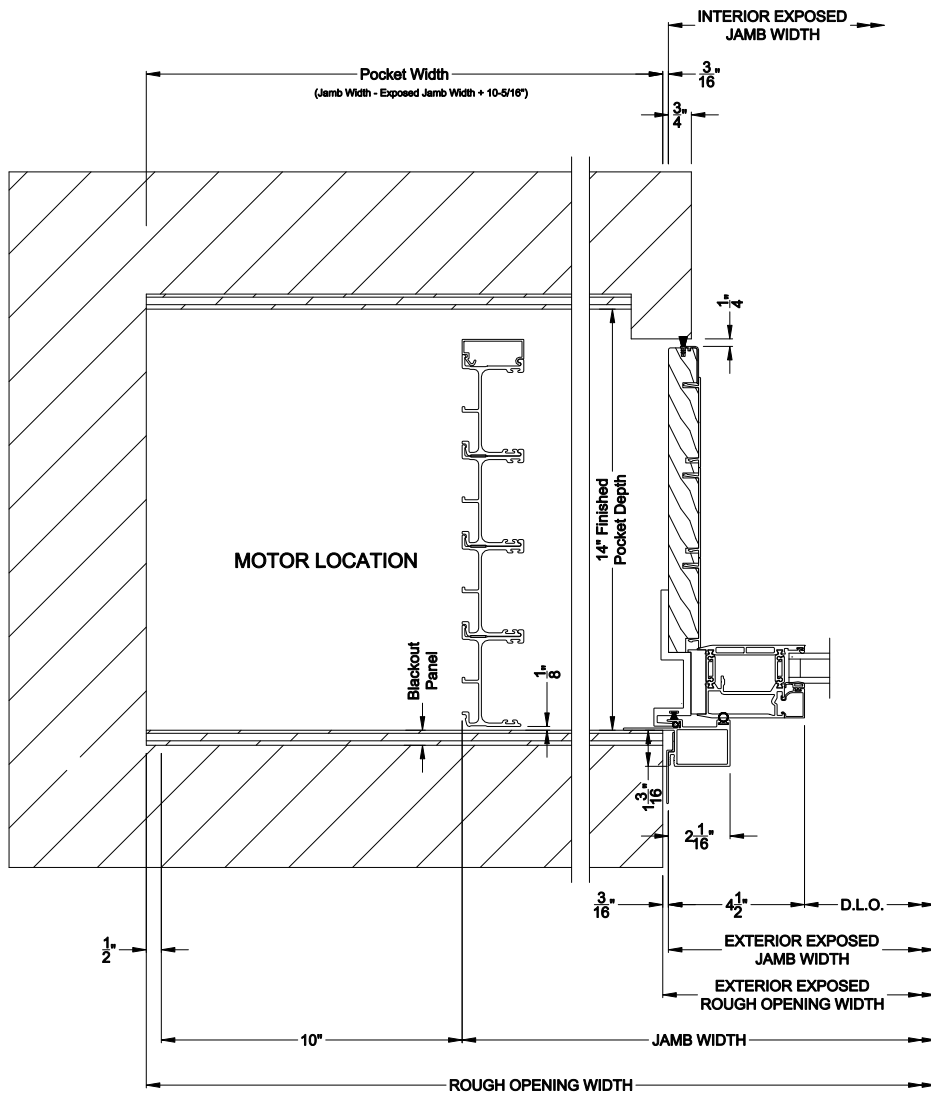 INTERIOR EXPOSED
JAMB WIDTH
Pocket Width
(Jamb Width - Exposed Jamb Width + 10-5/16")
3/16"
3/4"
1/4"
14" Finished
Pocket Depth
MOTOR LOCATION
Blackout
Panel
1/8"
1 3/16"
2 1/16"
3/16"
4 1/2"
D.L.O.
1/2"
EXTERIOR EXPOSED
JAMB WIDTH
EXTERIOR EXPOSED
ROUGH OPENING WIDTH
10"
JAMB WIDTH
ROUGH OPENING WIDTH